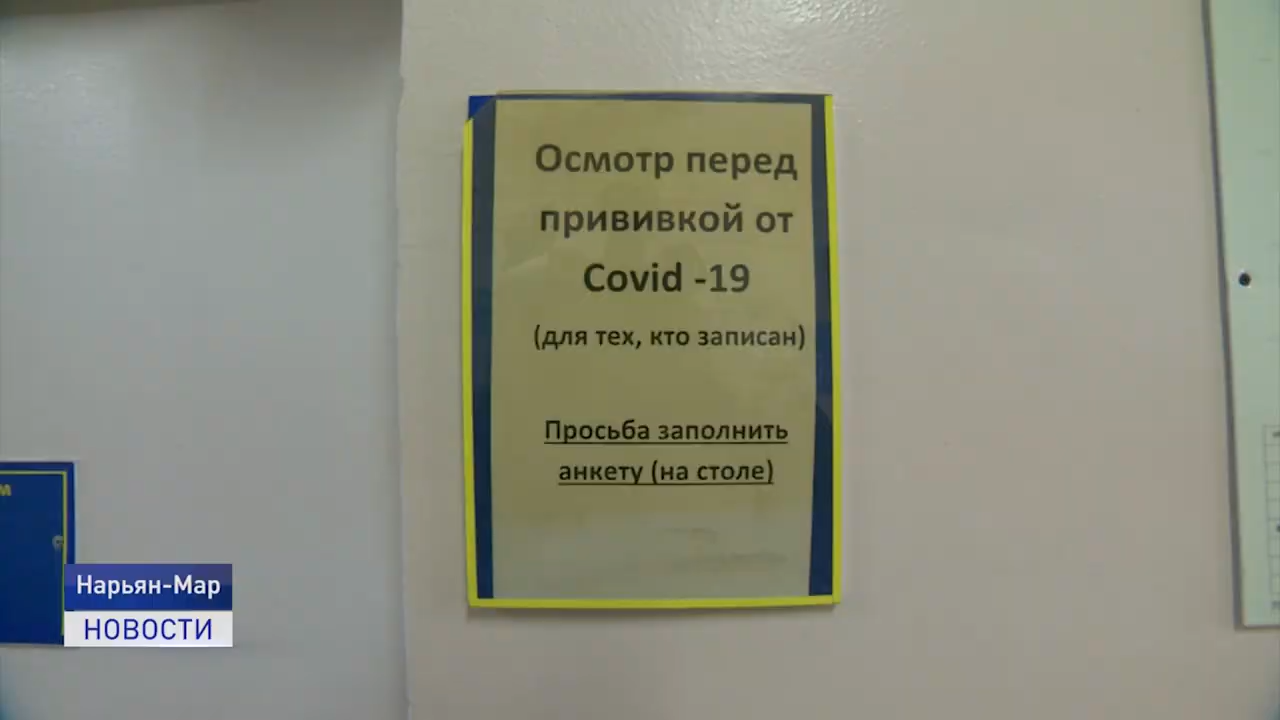 Осмотр перед
прививкой от
Covid -19
(для тех, кто записан)
Просьба заполнить
анкету (на столе)
Нарьян-Мар
НОВОСТИ